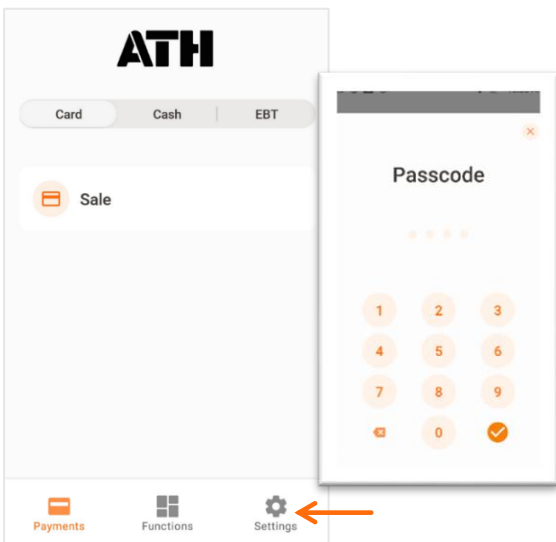 ATH
Card Cash EBT
Sale
Payments Functions Settings
Passcode
1 2 3
4 5 6
7 8 9
0